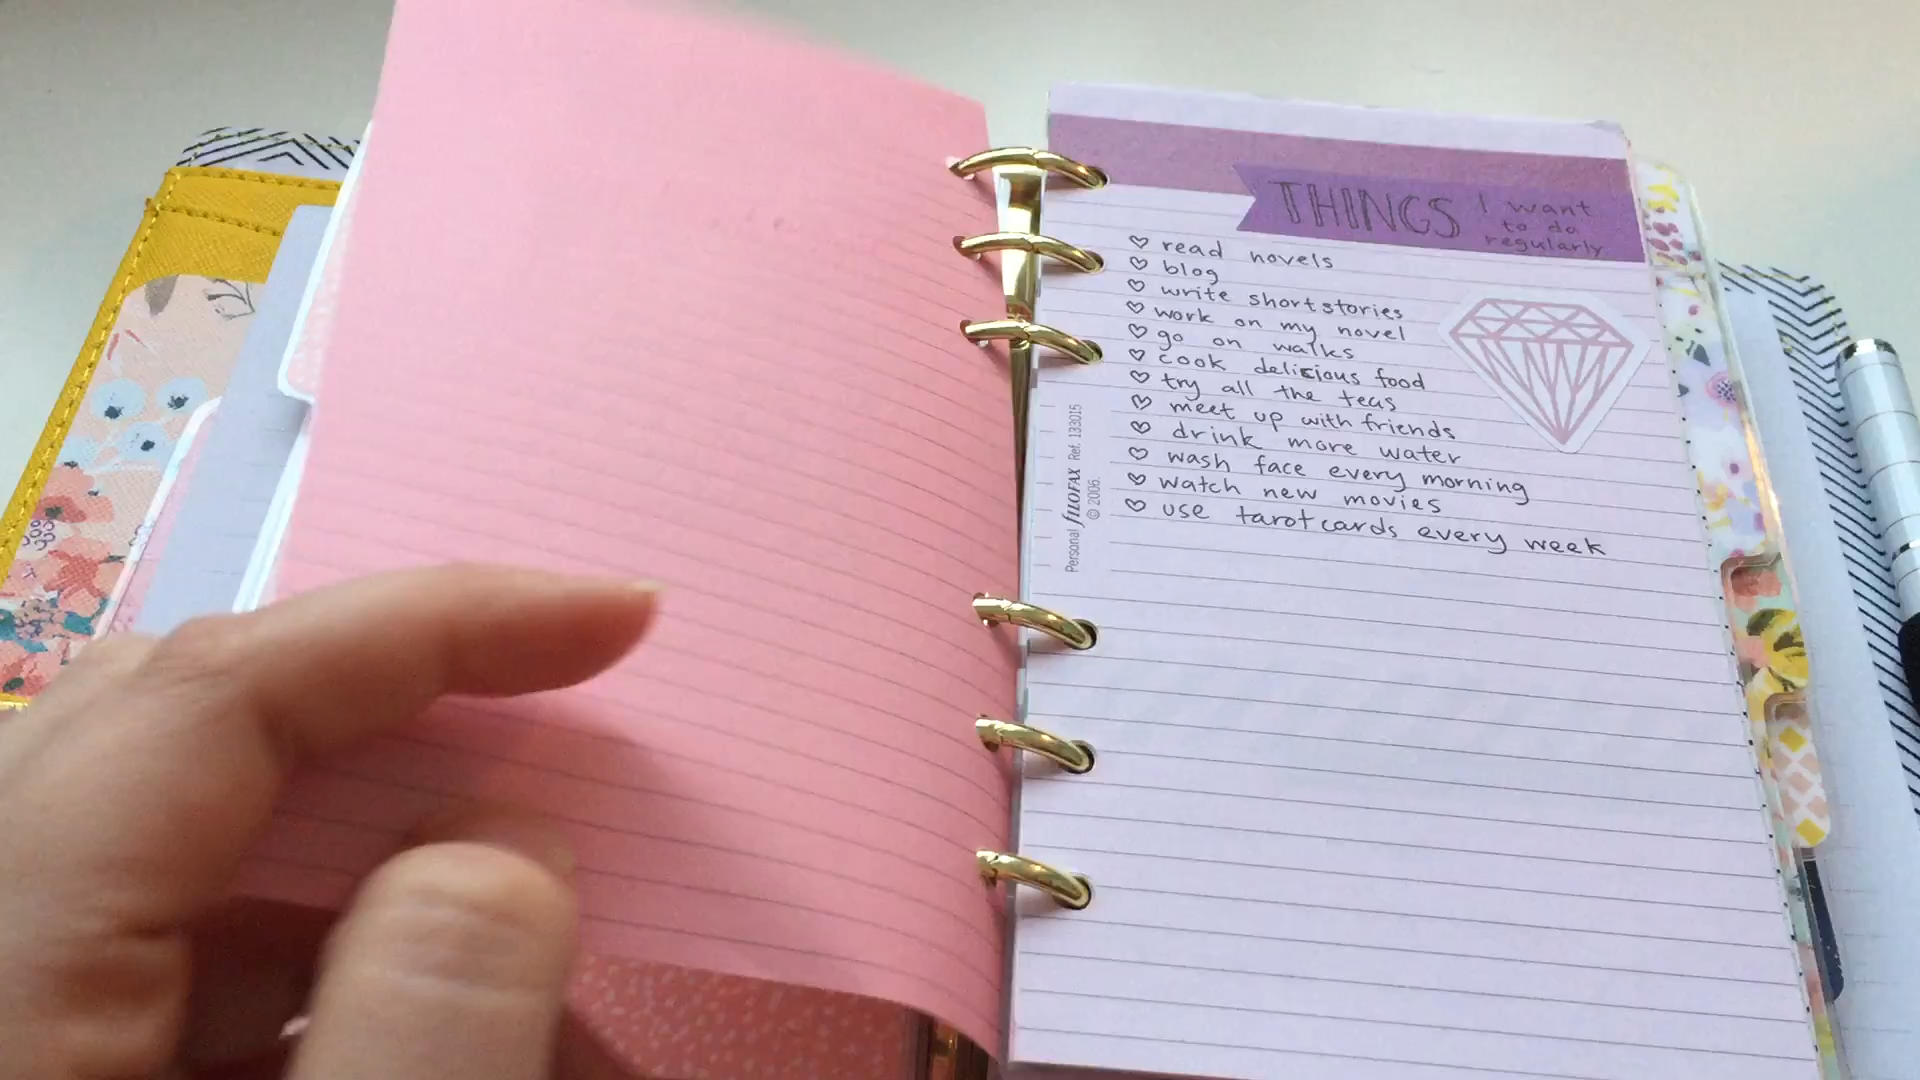 THINGS I want
to do
regularly
♡ read novels
♡ blog
♡ write short stories
♡ work on my novel
♡ go on walks
♡ cook delicious food
♡ try all the teas
♡ meet up with friends
♡ drink more water
♡ wash face every morning
♡ watch new movies
♡ use tarot cards every week
Personal FILOFAX Ref. 133015
© 2006.